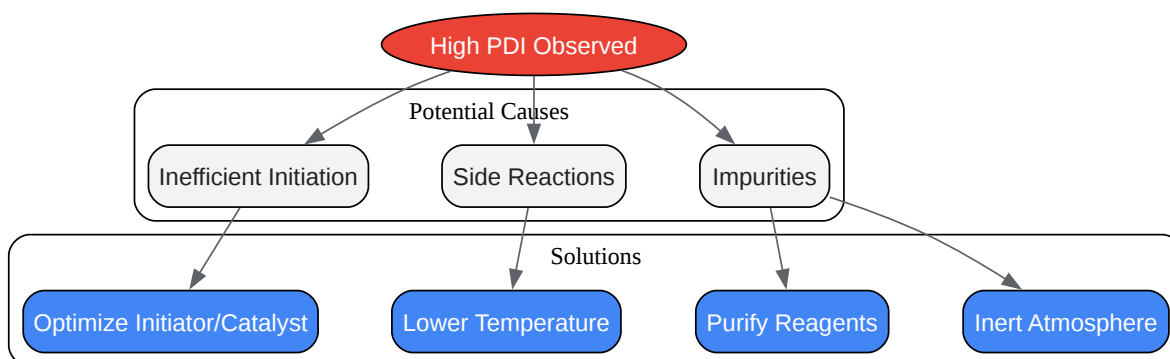 High PDI Observed
Potential Causes
Inefficient Initiation
Side Reactions
Impurities
Solutions
Optimize Initiator/Catalyst
Lower Temperature
Purify Reagents
Inert Atmosphere